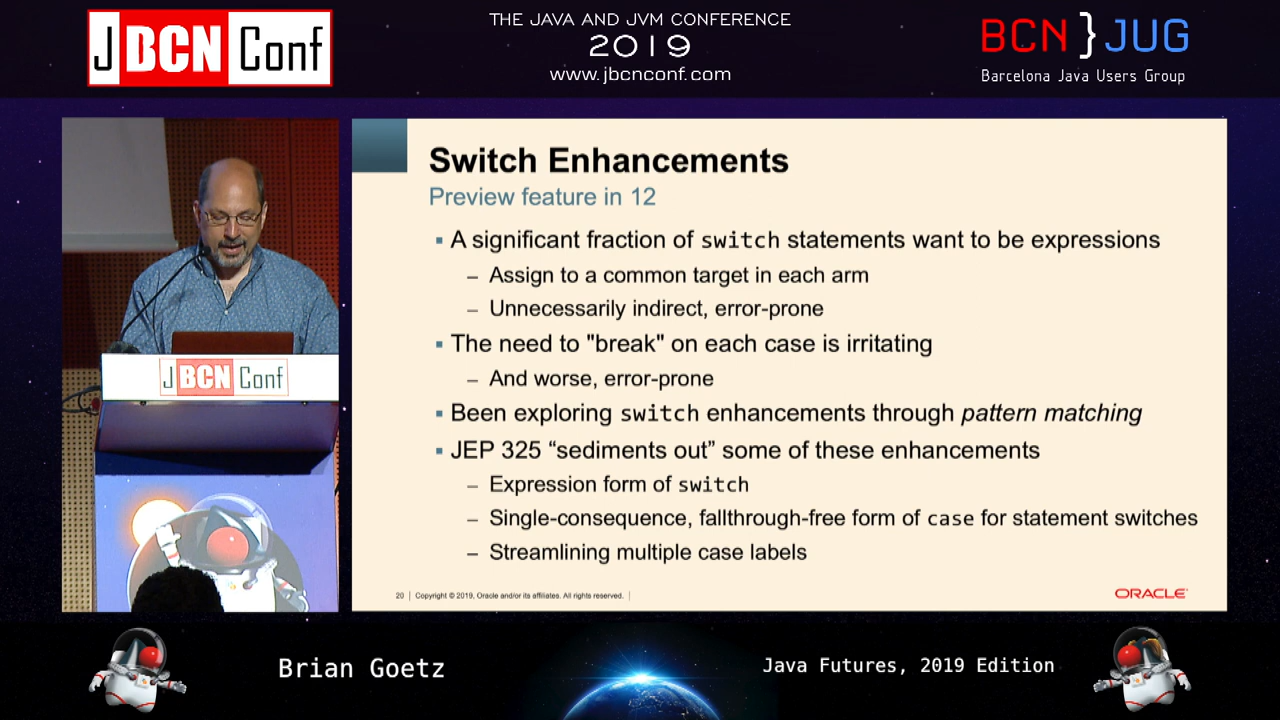 J BCN Conf
THE JAVA AND JVM CONFERENCE
2019
www.jbcnconf.com
BCN}JUG
Barcelona Java Users Group
J BCN Conf
Switch Enhancements
Preview feature in 12
▪ A significant fraction of switch statements want to be expressions
– Assign to a common target in each arm
– Unnecessarily indirect, error-prone
▪ The need to "break" on each case is irritating
– And worse, error-prone
▪ Been exploring switch enhancements through pattern matching
▪ JEP 325 “sediments out” some of these enhancements
– Expression form of switch
– Single-consequence, fallthrough-free form of case for statement switches
– Streamlining multiple case labels
20 | Copyright © 2019, Oracle and/or its affiliates. All rights reserved. |
ORACLE
Brian Goetz
Java Futures, 2019 Edition